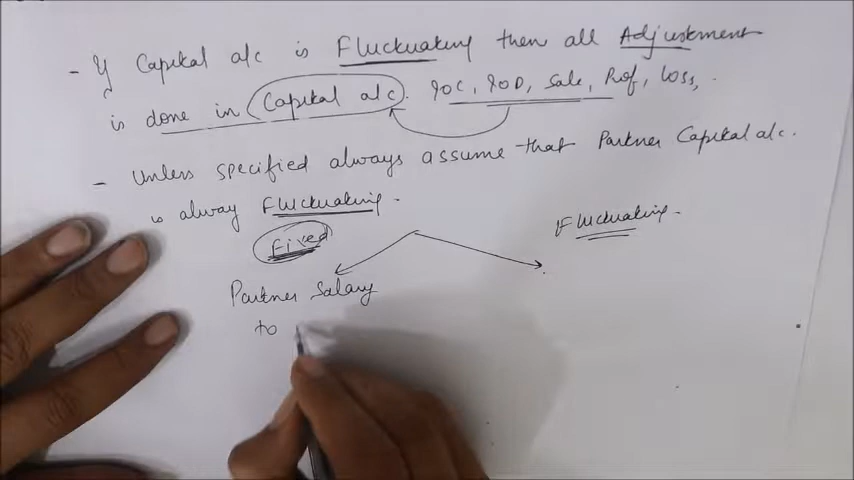 - If Capital a/c is Fluctuating then all Adjustment
is done in Capital a/c. IOC, IOD, Sale, Prof, Loss,
- Unless specified always assume that Partner Capital a/c.
is alway Fluctuating.
Fixed
Fluctuating.
Partner Salary
to